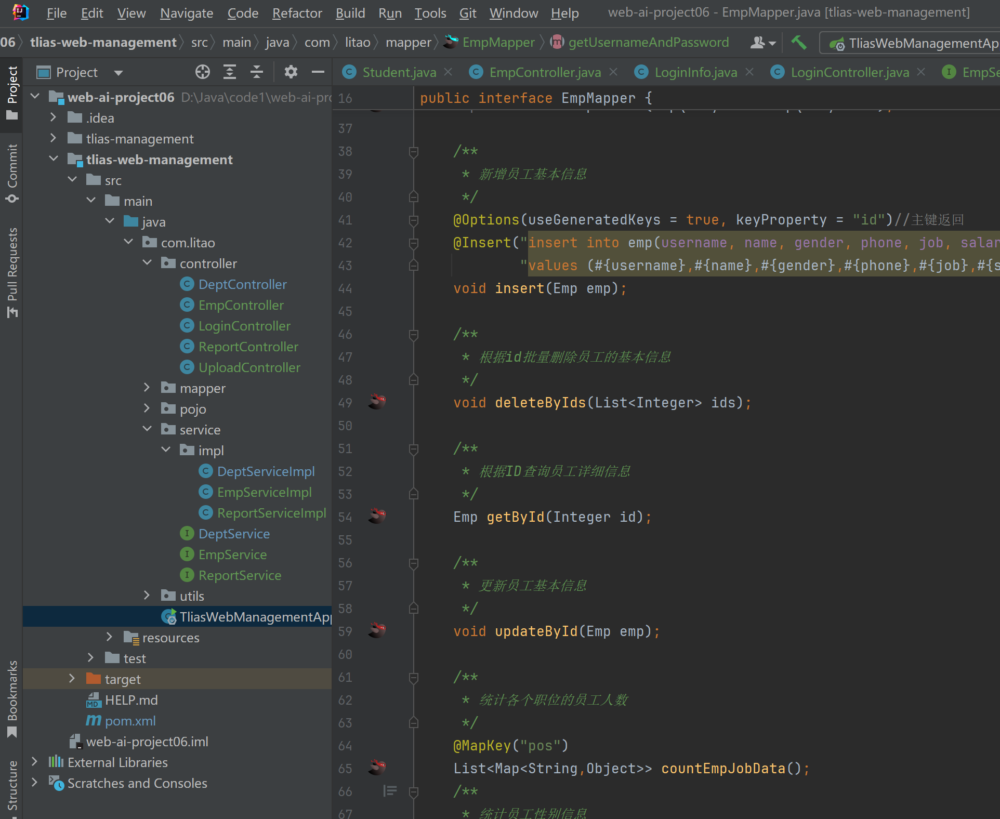 File Edit View Navigate Code Refactor Build Run Tools Git Window Help web-ai-project06 - EmpMapper.java [tlias-web-management]
06 tlias-web-management src main java com litao mapper EmpMapper getUsernameAndPassword TliasWebManagementAp
Project
Student.java EmpController.java LoginInfo.java LoginController.java EmpSe
Project
Commit
Pull Requests
Bookmarks
Structure
web-ai-project06 D:\Java\code1\web-ai-pro
.idea
tlias-management
tlias-web-management
src
main
java
com.litao
controller
DeptController
EmpController
LoginController
ReportController
UploadController
mapper
pojo
service
impl
DeptServiceImpl
EmpServiceImpl
ReportServiceImpl
DeptService
EmpService
ReportService
utils
TliasWebManagementApp
resources
test
target
HELP.md
pom.xml
web-ai-project06.iml
External Libraries
Scratches and Consoles
16 public interface EmpMapper {
37
38 /**
39 * 新增员工基本信息
40 */
41 @Options(useGeneratedKeys = true, keyProperty = "id")//主键返回
42 @Insert("insert into emp(username, name, gender, phone, job, salar
43 "values (#{username},#{name},#{gender},#{phone},#{job},#{s
44 void insert(Emp emp);
45
46 /**
47 * 根据id批量删除员工的基本信息
48 */
49 void deleteByIds(List<Integer> ids);
50
51 /**
52 * 根据ID查询员工详细信息
53 */
54 Emp getById(Integer id);
55
56 /**
57 * 更新员工基本信息
58 */
59 void updateById(Emp emp);
60
61 /**
62 * 统计各个职位的员工人数
63 */
64 @MapKey("pos")
65 List<Map<String,Object>> countEmpJobData();
66 /**
67 * 统计员工性别信息